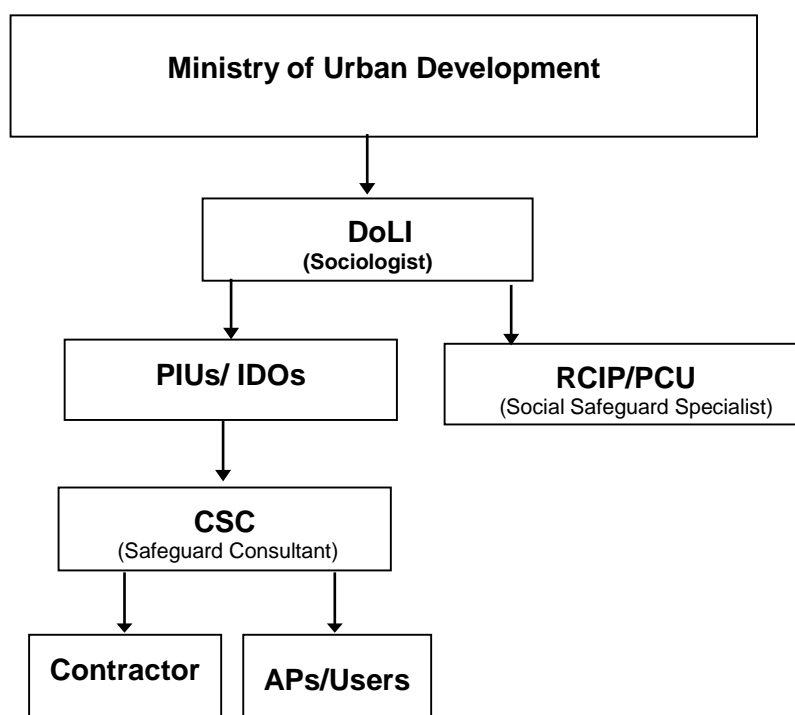 Ministry of Urban Development
DoLI
(Sociologist)
PIUs/ IDOs
RCIP/PCU
(Social Safeguard Specialist)
CSC
(Safeguard Consultant)
Contractor
APs/Users